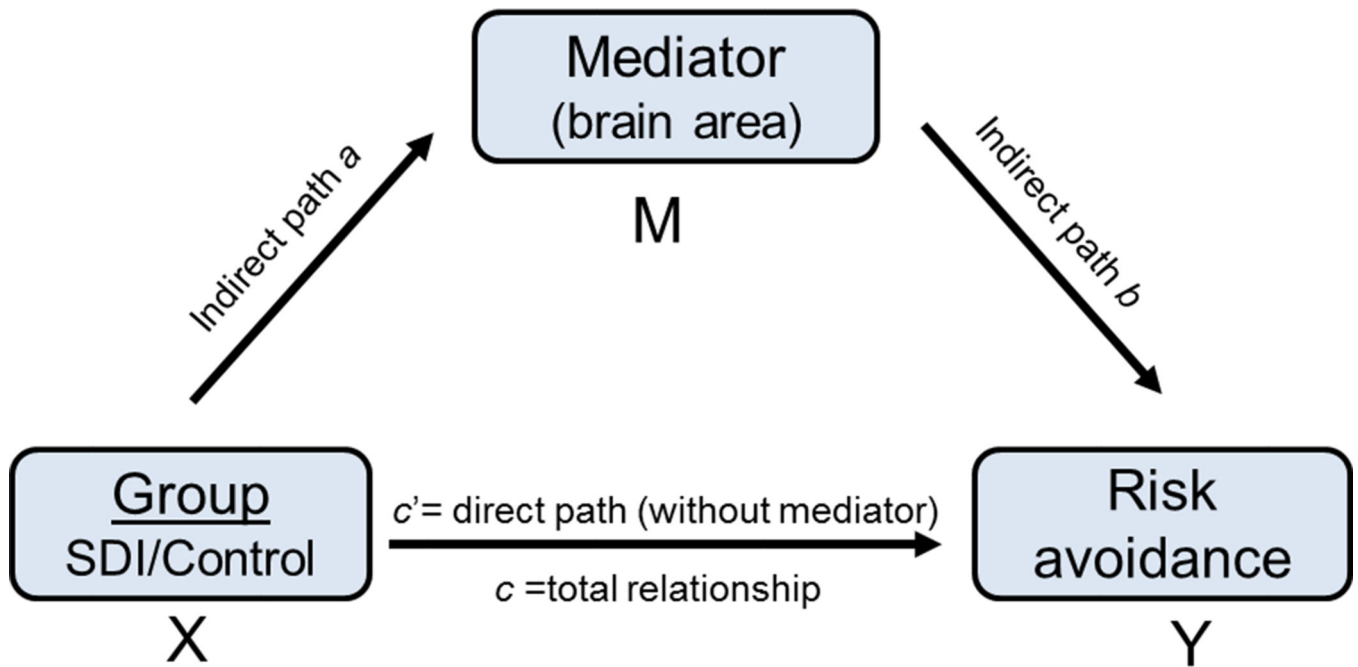 Mediator
(brain area)
M
Indirect path a
Indirect path b
Group
SDI/Control
X
c’= direct path (without mediator)
c =total relationship
Risk
avoidance
Y